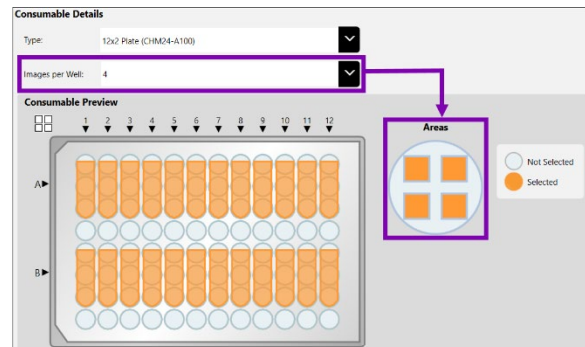 Consumable Details
Type: 12x2 Plate (CHM24-A100)
Images per Well: 4
Consumable Preview
1 2 3 4 5 6 7 8 9 10 11 12
Areas
Not Selected
Selected
A
B